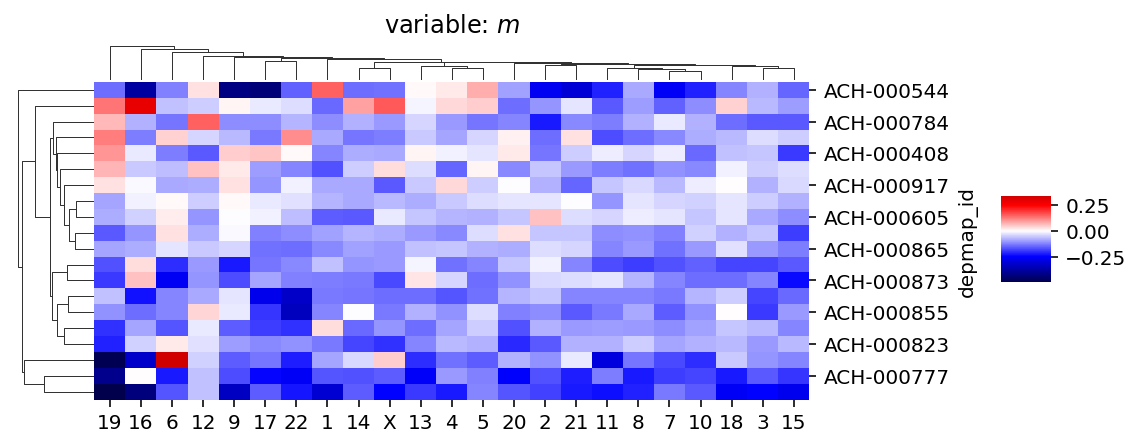 variable: m
ACH-000544
ACH-000784
ACH-000408
ACH-000917
ACH-000605
ACH-000865
ACH-000873
ACH-000855
ACH-000823
ACH-000777
depmap_id
0.25
0.00
−0.25
19 16 6 12 9 17 22 1 14 X 13 4 5 20 2 21 11 8 7 10 18 3 15